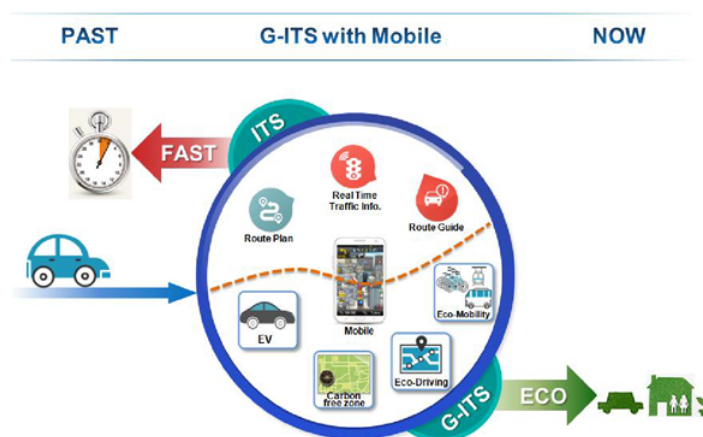 PAST G-ITS with Mobile NOW
ITS
FAST
Real Time
Traffic Info.
Route Plan
Route Guide
Mobile
EV
Eco-Mobility
Carbon
free zone
Eco-Driving
G-ITS
ECO